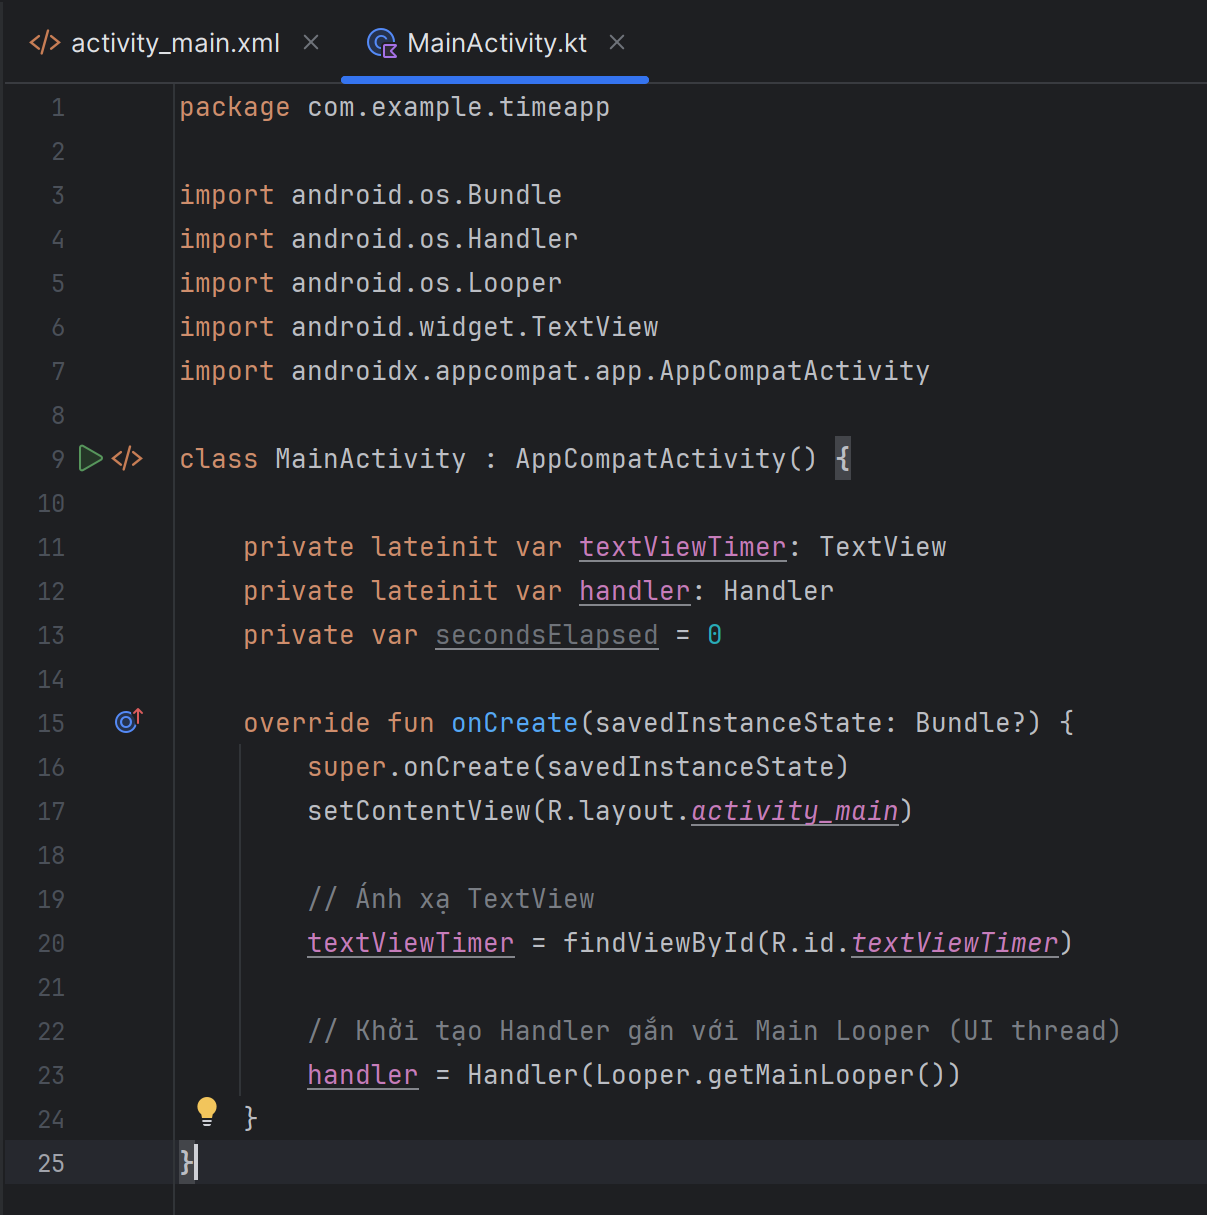 activity_main.xml MainActivity.kt
1 package com.example.timeapp
2
3 import android.os.Bundle
4 import android.os.Handler
5 import android.os.Looper
6 import android.widget.TextView
7 import androidx.appcompat.app.AppCompatActivity
8
9 class MainActivity : AppCompatActivity() {
10
11     private lateinit var textViewTimer: TextView
12     private lateinit var handler: Handler
13     private var secondsElapsed = 0
14
15     override fun onCreate(savedInstanceState: Bundle?) {
16         super.onCreate(savedInstanceState)
17         setContentView(R.layout.activity_main)
18
19         // Ánh xạ TextView
20         textViewTimer = findViewById(R.id.textViewTimer)
21
22         // Khởi tạo Handler gắn với Main Looper (UI thread)
23         handler = Handler(Looper.getMainLooper())
24     }
25 }